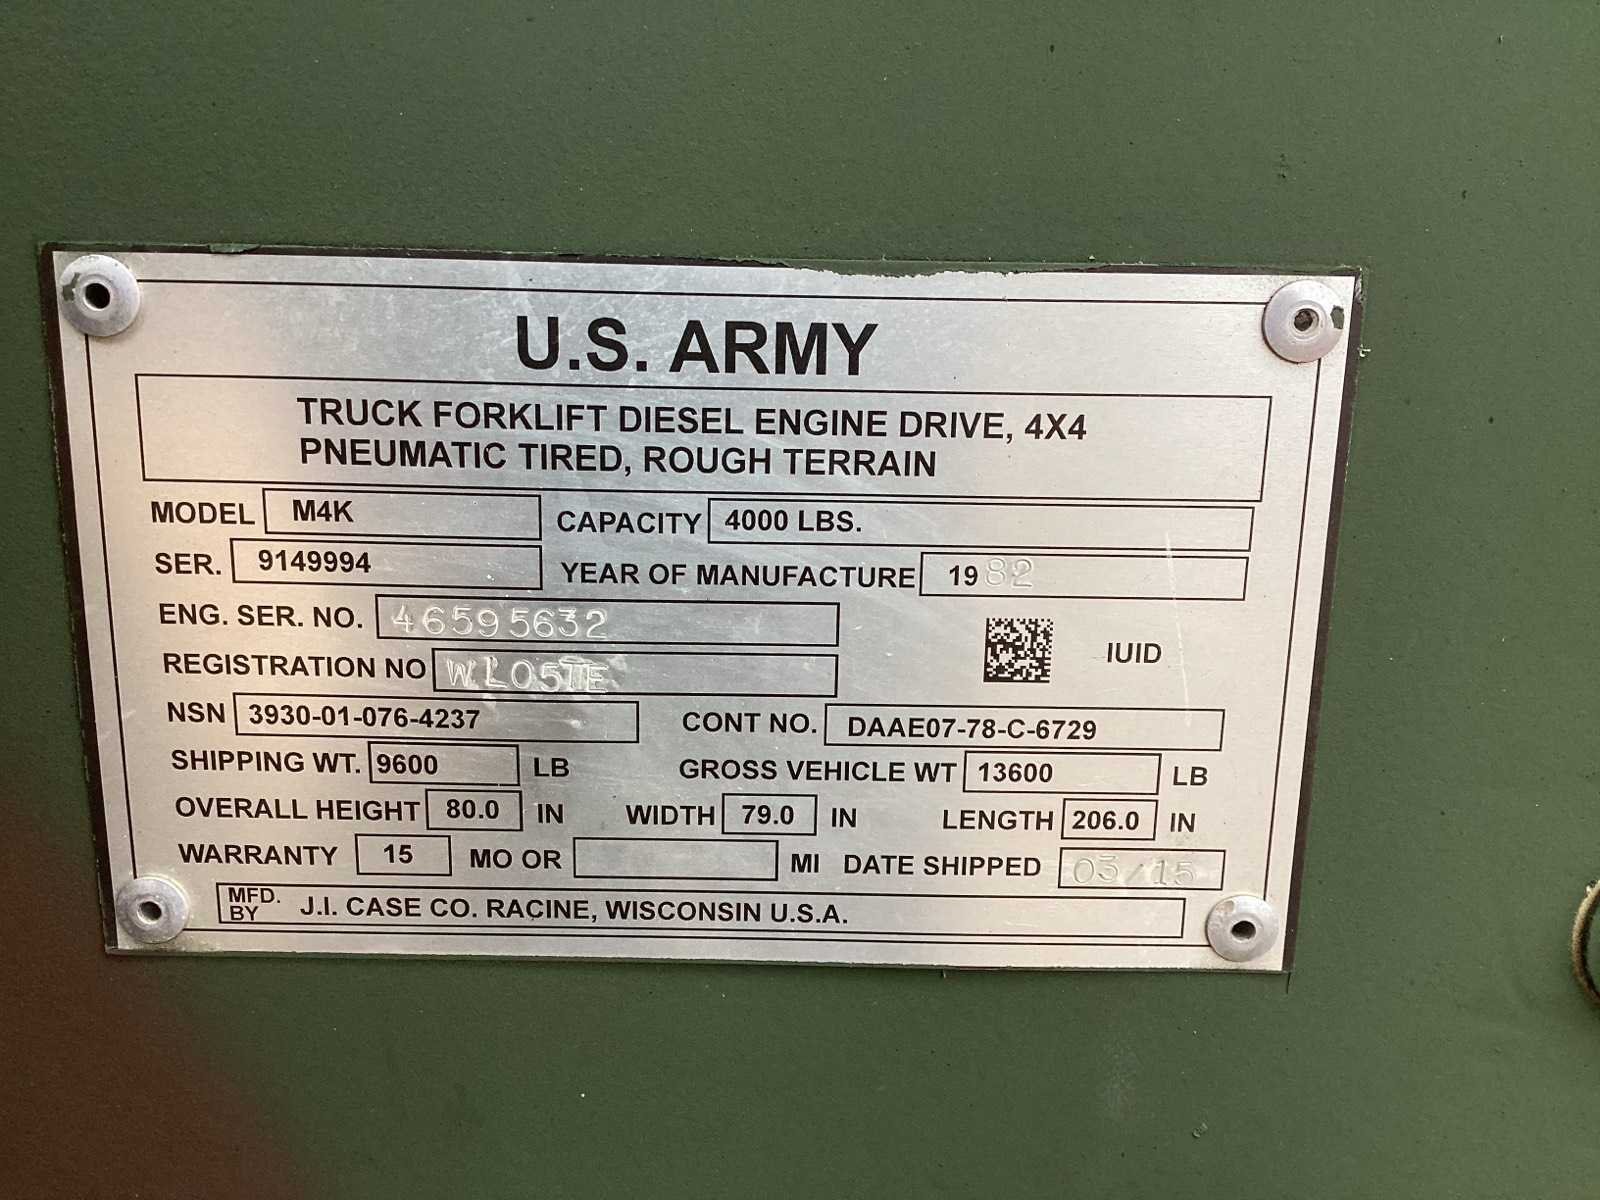 U.S. ARMY
TRUCK FORKLIFT DIESEL ENGINE DRIVE, 4X4
PNEUMATIC TIRED, ROUGH TERRAIN
MODEL M4K CAPACITY 4000 LBS.
SER. 9149994 YEAR OF MANUFACTURE 1982
ENG. SER. NO. 46595632
IUID
REGISTRATION NO
NSN 3930-01-076-4237 CONT NO. DAAE07-78-C-6729
SHIPPING WT. 9600 LB GROSS VEHICLE WT 13600 LB
OVERALL HEIGHT 80.0 IN WIDTH 79.0 IN LENGTH 206.0 IN
WARRANTY 15 MO OR MI DATE SHIPPED 03/15
MFD. BY J.I. CASE CO. RACINE, WISCONSIN U.S.A.